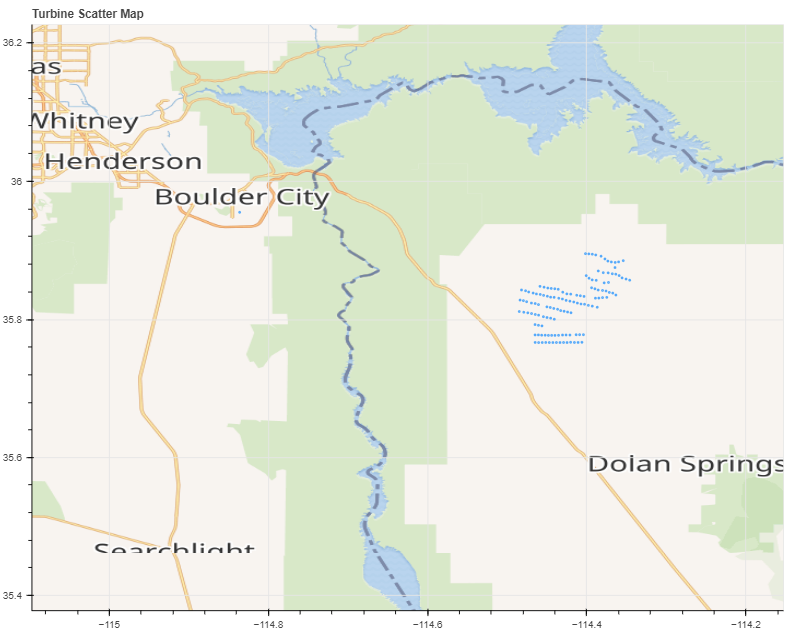 Turbine Scatter Map
36.2
as
Whitney
Henderson
36
Boulder City
35.8
35.6
Dolan Springs
Searchlight
35.4
−115
−114.8
−114.6
−114.4
−114.2